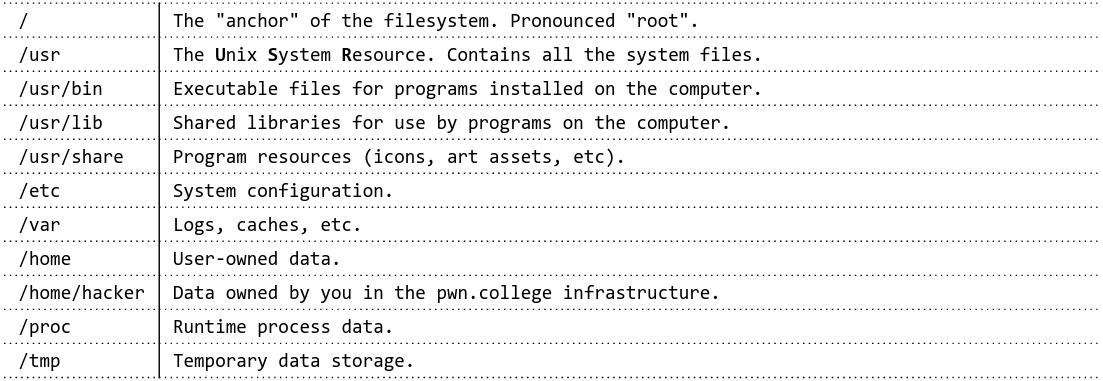 / The "anchor" of the filesystem. Pronounced "root".
/usr The Unix System Resource. Contains all the system files.
/usr/bin Executable files for programs installed on the computer.
/usr/lib Shared libraries for use by programs on the computer.
/usr/share Program resources (icons, art assets, etc).
/etc System configuration.
/var Logs, caches, etc.
/home User-owned data.
/home/hacker Data owned by you in the pwn.college infrastructure.
/proc Runtime process data.
/tmp Temporary data storage.